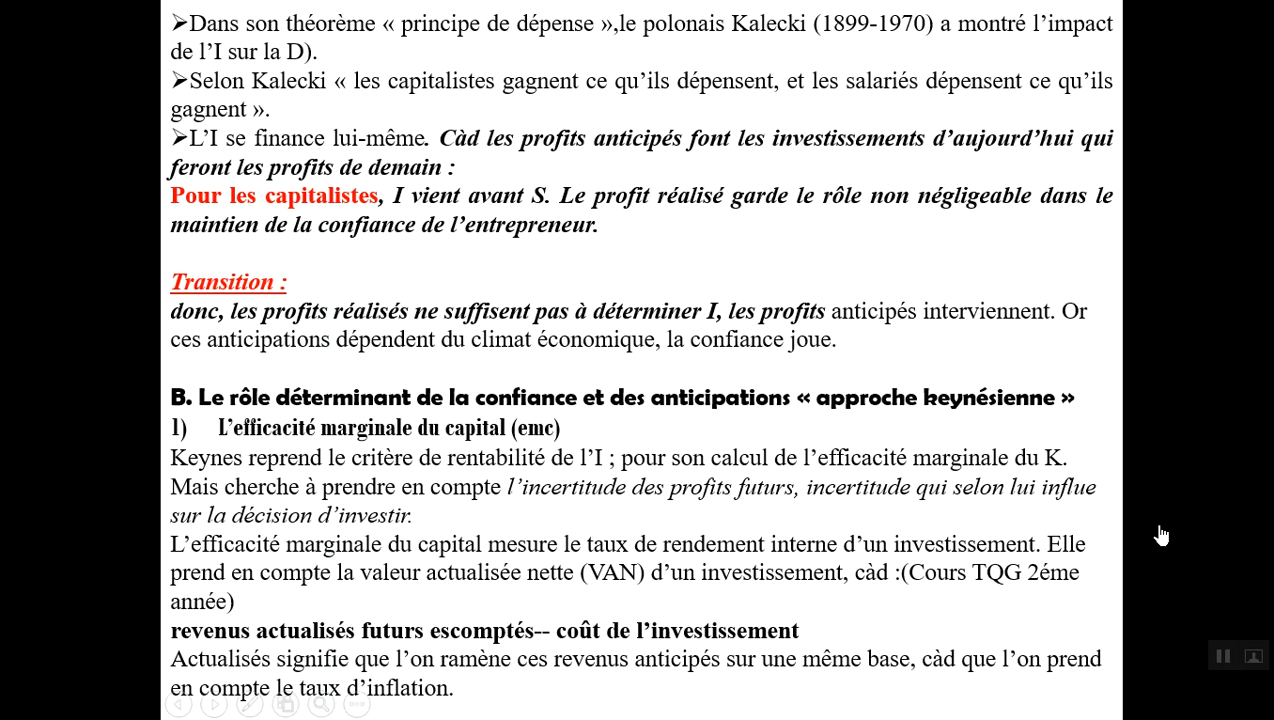 ➢Dans son théorème « principe de dépense »,le polonais Kalecki (1899-1970) a montré l’impact
de l’I sur la D).
➢Selon Kalecki « les capitalistes gagnent ce qu’ils dépensent, et les salariés dépensent ce qu’ils
gagnent ».
➢L’I se finance lui-même. Càd les profits anticipés font les investissements d’aujourd’hui qui
feront les profits de demain :
Pour les capitalistes, I vient avant S. Le profit réalisé garde le rôle non négligeable dans le
maintien de la confiance de l’entrepreneur.
Transition :
donc, les profits réalisés ne suffisent pas à déterminer I, les profits anticipés interviennent. Or
ces anticipations dépendent du climat économique, la confiance joue.
B. Le rôle déterminant de la confiance et des anticipations « approche keynésienne »
1) L’efficacité marginale du capital (emc)
Keynes reprend le critère de rentabilité de l’I ; pour son calcul de l’efficacité marginale du K.
Mais cherche à prendre en compte l’incertitude des profits futurs, incertitude qui selon lui influe
sur la décision d’investir.
L’efficacité marginale du capital mesure le taux de rendement interne d’un investissement. Elle
prend en compte la valeur actualisée nette (VAN) d’un investissement, càd :(Cours TQG 2éme
année)
revenus actualisés futurs escomptés-- coût de l’investissement
Actualisés signifie que l’on ramène ces revenus anticipés sur une même base, càd que l’on prend
en compte le taux d’inflation.